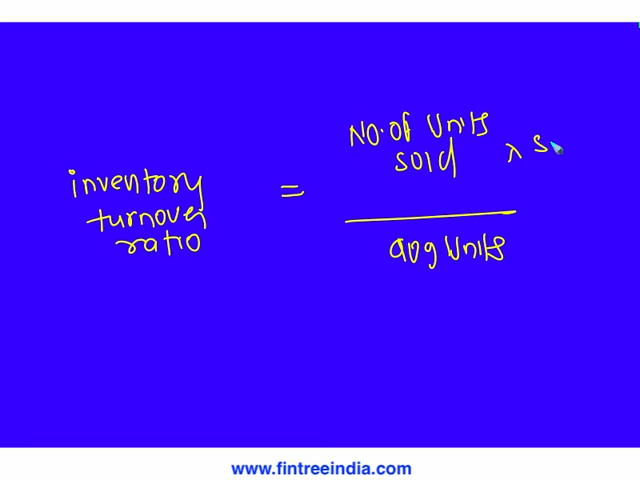 inventory
turnover
ratio
=
No. of Units
sold × s
avg Units
www.fintreeindia.com